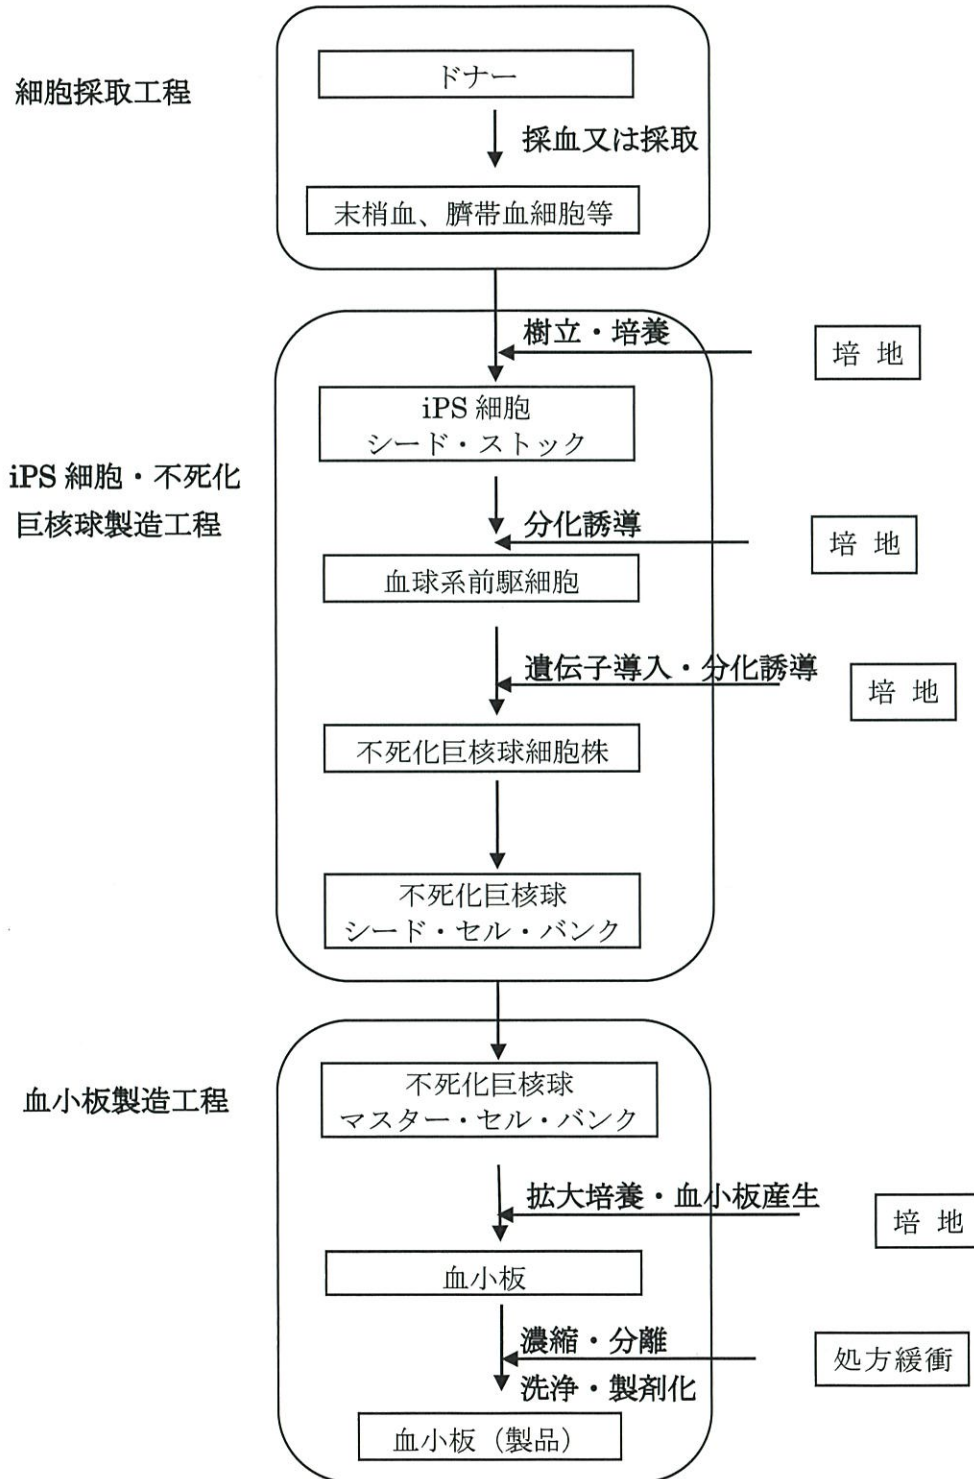 細胞採取工程
ドナー
採血又は採取
末梢血、臍帯血細胞等
樹立・培養
培 地
iPS 細胞
シード・ストック
iPS 細胞・不死化
巨核球製造工程
分化誘導
培 地
血球系前駆細胞
遺伝子導入・分化誘導
培 地
不死化巨核球細胞株
不死化巨核球
シード・セル・バンク
血小板製造工程
不死化巨核球
マスター・セル・バンク
拡大培養・血小板産生
培 地
血小板
濃縮・分離
処方緩衝
洗浄・製剤化
血小板（製品）